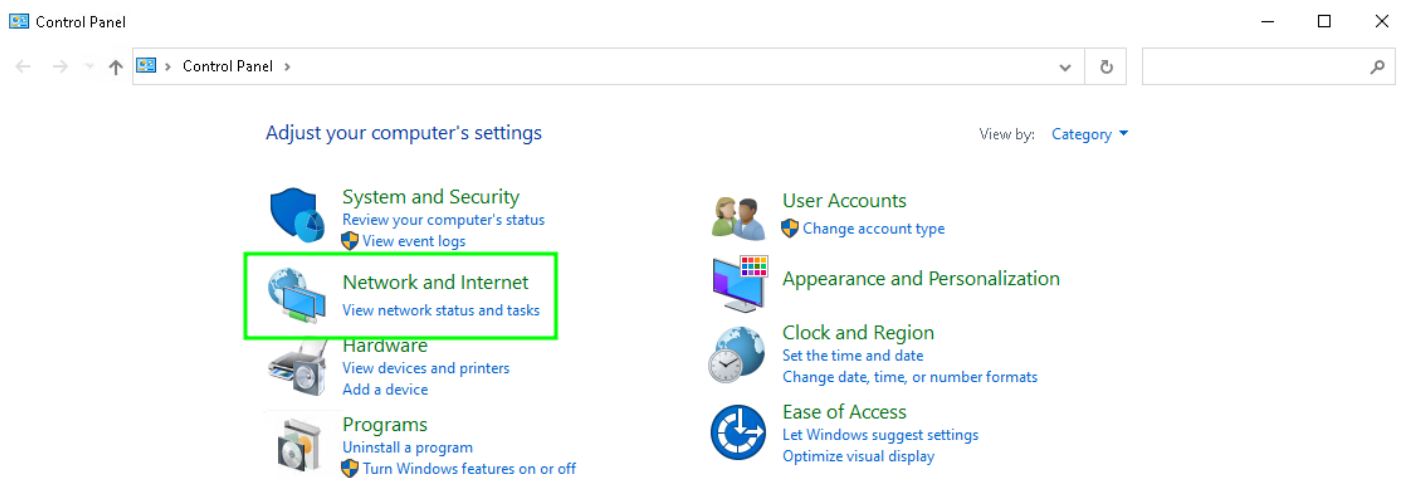 Control Panel
Control Panel
Adjust your computer's settings
View by: Category
System and Security
Review your computer's status
View event logs
Network and Internet
View network status and tasks
Hardware
View devices and printers
Add a device
Programs
Uninstall a program
Turn Windows features on or off
User Accounts
Change account type
Appearance and Personalization
Clock and Region
Set the time and date
Change date, time, or number formats
Ease of Access
Let Windows suggest settings
Optimize visual display